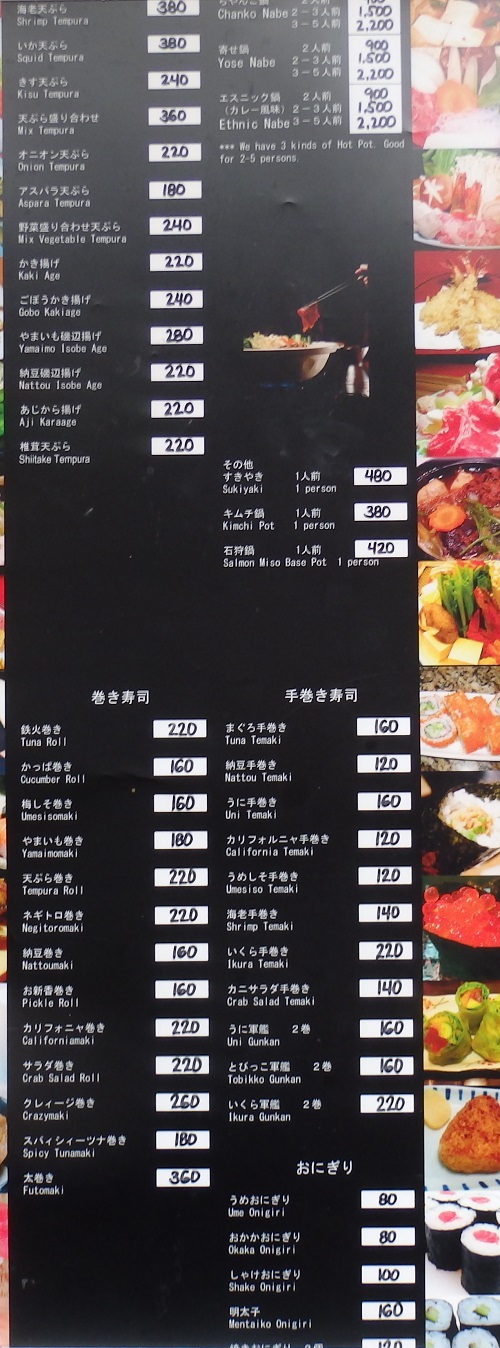 海老天ぷら 380
Shrimp Tempura
いか天ぷら 380
Squid Tempura
きす天ぷら 240
Kisu Tempura
天ぷら盛り合わせ 360
Mix Tempura
オニオン天ぷら 220
Onion Tempura
アスパラ天ぷら 180
Aspara Tempura
野菜盛り合わせ天ぷら 240
Mix Vegetable Tempura
かき揚げ 220
Kaki Age
ごぼうかき揚げ 240
Gobo Kakiage
やまいも磯辺揚げ 280
Yamaimo Isobe Age
納豆磯辺揚げ 220
Nattou Isobe Age
あじから揚げ 220
Aji Karaage
椎茸天ぷら 220
Shiitake Tempura
Chanko Nabe 2－3人前 1,500
3－5人前 2,200
寄せ鍋 2人前 900
Yose Nabe 2－3人前 1,500
3－5人前 2,200
エスニック鍋 2人前 900
(カレー風味) 2－3人前 1,500
Ethnic Nabe 3－5人前 2,200
*** We have 3 kinds of Hot Pot. Good
for 2-5 persons.
その他
すきやき 1人前 480
Sukiyaki 1 person
キムチ鍋 1人前 380
Kimchi Pot 1 person
石狩鍋 1人前 420
Salmon Miso Base Pot 1 person
巻き寿司
鉄火巻き 220
Tuna Roll
かっぱ巻き 160
Cucumber Roll
梅しそ巻き 160
Umesisomaki
やまいも巻き 180
Yamaimomaki
天ぷら巻き 220
Tempura Roll
ネギトロ巻き 220
Negitoromaki
納豆巻き 160
Nattoumaki
お新香巻き 160
Pickle Roll
カリフォニャ巻き 220
Californiamaki
サラダ巻き 220
Crab Salad Roll
クレィージ巻き 260
Crazymaki
スパィシィーツナ巻き 180
Spicy Tunamaki
太巻き 360
Futomaki
手巻き寿司
まぐろ手巻き 160
Tuna Temaki
納豆手巻き 120
Nattou Temaki
うに手巻き 160
Uni Temaki
カリフォルニャ手巻き 120
California Temaki
うめしそ手巻き 120
Umesiso Temaki
海老手巻き 140
Shrimp Temaki
いくら手巻き 220
Ikura Temaki
カニサラダ手巻き 140
Crab Salad Temaki
うに軍艦 2巻 160
Uni Gunkan
とびっこ軍艦 2巻 160
Tobikko Gunkan
いくら軍艦 2巻 220
Ikura Gunkan
おにぎり
うめおにぎり 80
Ume Onigiri
おかかおにぎり 80
Okaka Onigiri
しゃけおにぎり 100
Shake Onigiri
明太子 160
Mentaiko Onigiri